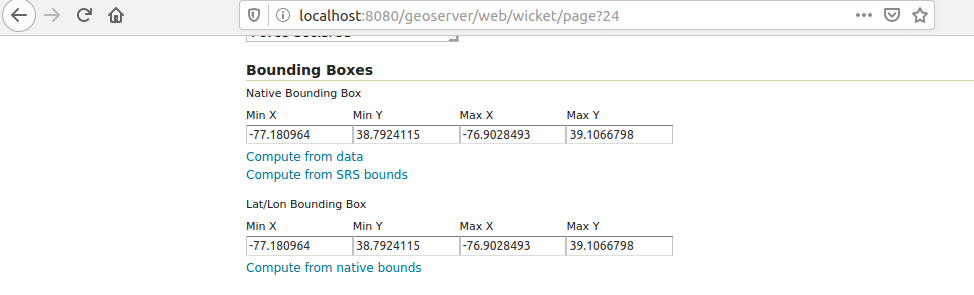 localhost:8080/geoserver/web/wicket/page?24
Bounding Boxes
Native Bounding Box
Min X Min Y Max X Max Y
-77.180964 38.7924115 -76.9028493 39.1066798
Compute from data
Compute from SRS bounds
Lat/Lon Bounding Box
Min X Min Y Max X Max Y
-77.180964 38.7924115 -76.9028493 39.1066798
Compute from native bounds